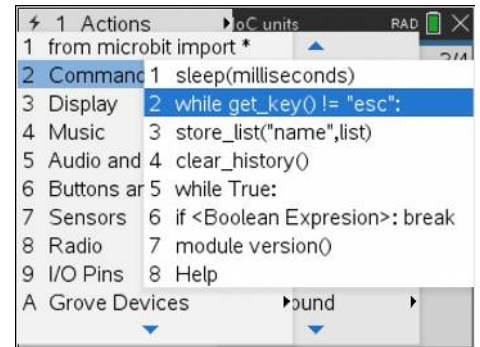 1 Actions
oC units
RAD
1 from microbit import *
2 Commanc
3 Display
4 Music
5 Audio and
6 Buttons ar
7 Sensors
8 Radio
9 I/O Pins
A Grove Devices
ound
1 sleep(milliseconds)
2 while get_key() != "esc":
3 store_list("name",list)
4 clear_history()
5 while True:
6 if <Boolean Expresion>: break
7 module version()
8 Help